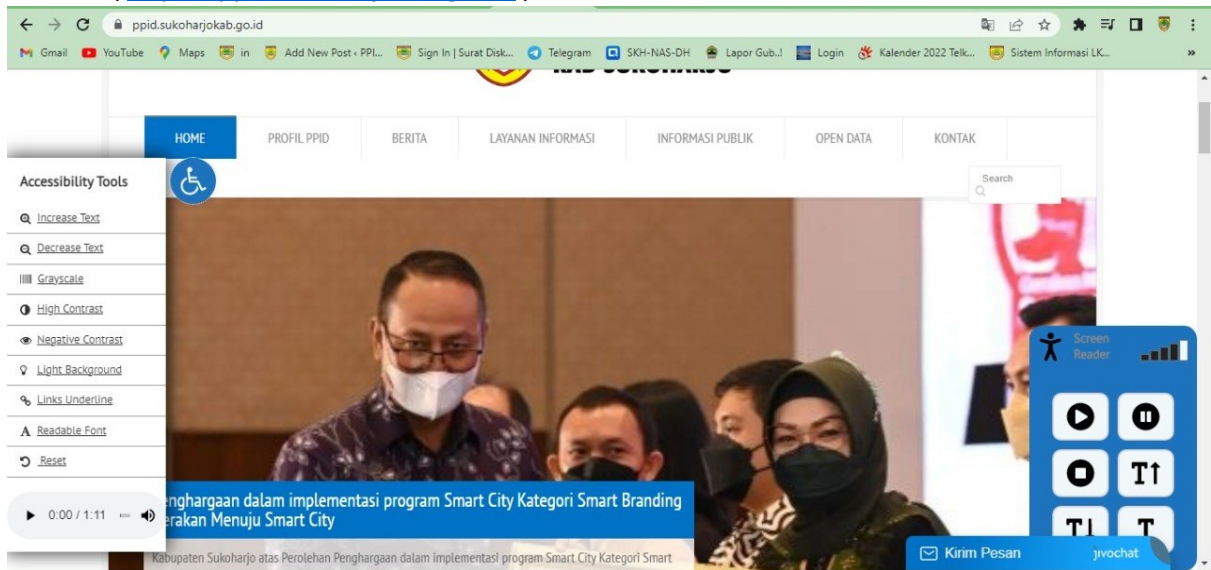 ppid.sukoharjokab.go.id
Gmail YouTube Maps in Add New Post ‹ PPI... Sign In | Surat Disk... Telegram SKH-NAS-DH Lapor Gub..! Login Kalender 2022 Telk... Sistem Informasi LK... »
KAB SUKOHARJO
HOME PROFIL PPID BERITA LAYANAN INFORMASI INFORMASI PUBLIK OPEN DATA KONTAK
Search
Accessibility Tools
Increase Text
Decrease Text
Grayscale
High Contrast
Negative Contrast
Light Background
Links Underline
A Readable Font
Reset
0:00 / 1:11
Screen
Reader
T↑
T↓ T
enghargaan dalam implementasi program Smart City Kategori Smart Branding
erakan Menuju Smart City
Kabupaten Sukoharjo atas Perolehan Penghargaan dalam implementasi program Smart City Kategori Smart
Kirim Pesan jivochat